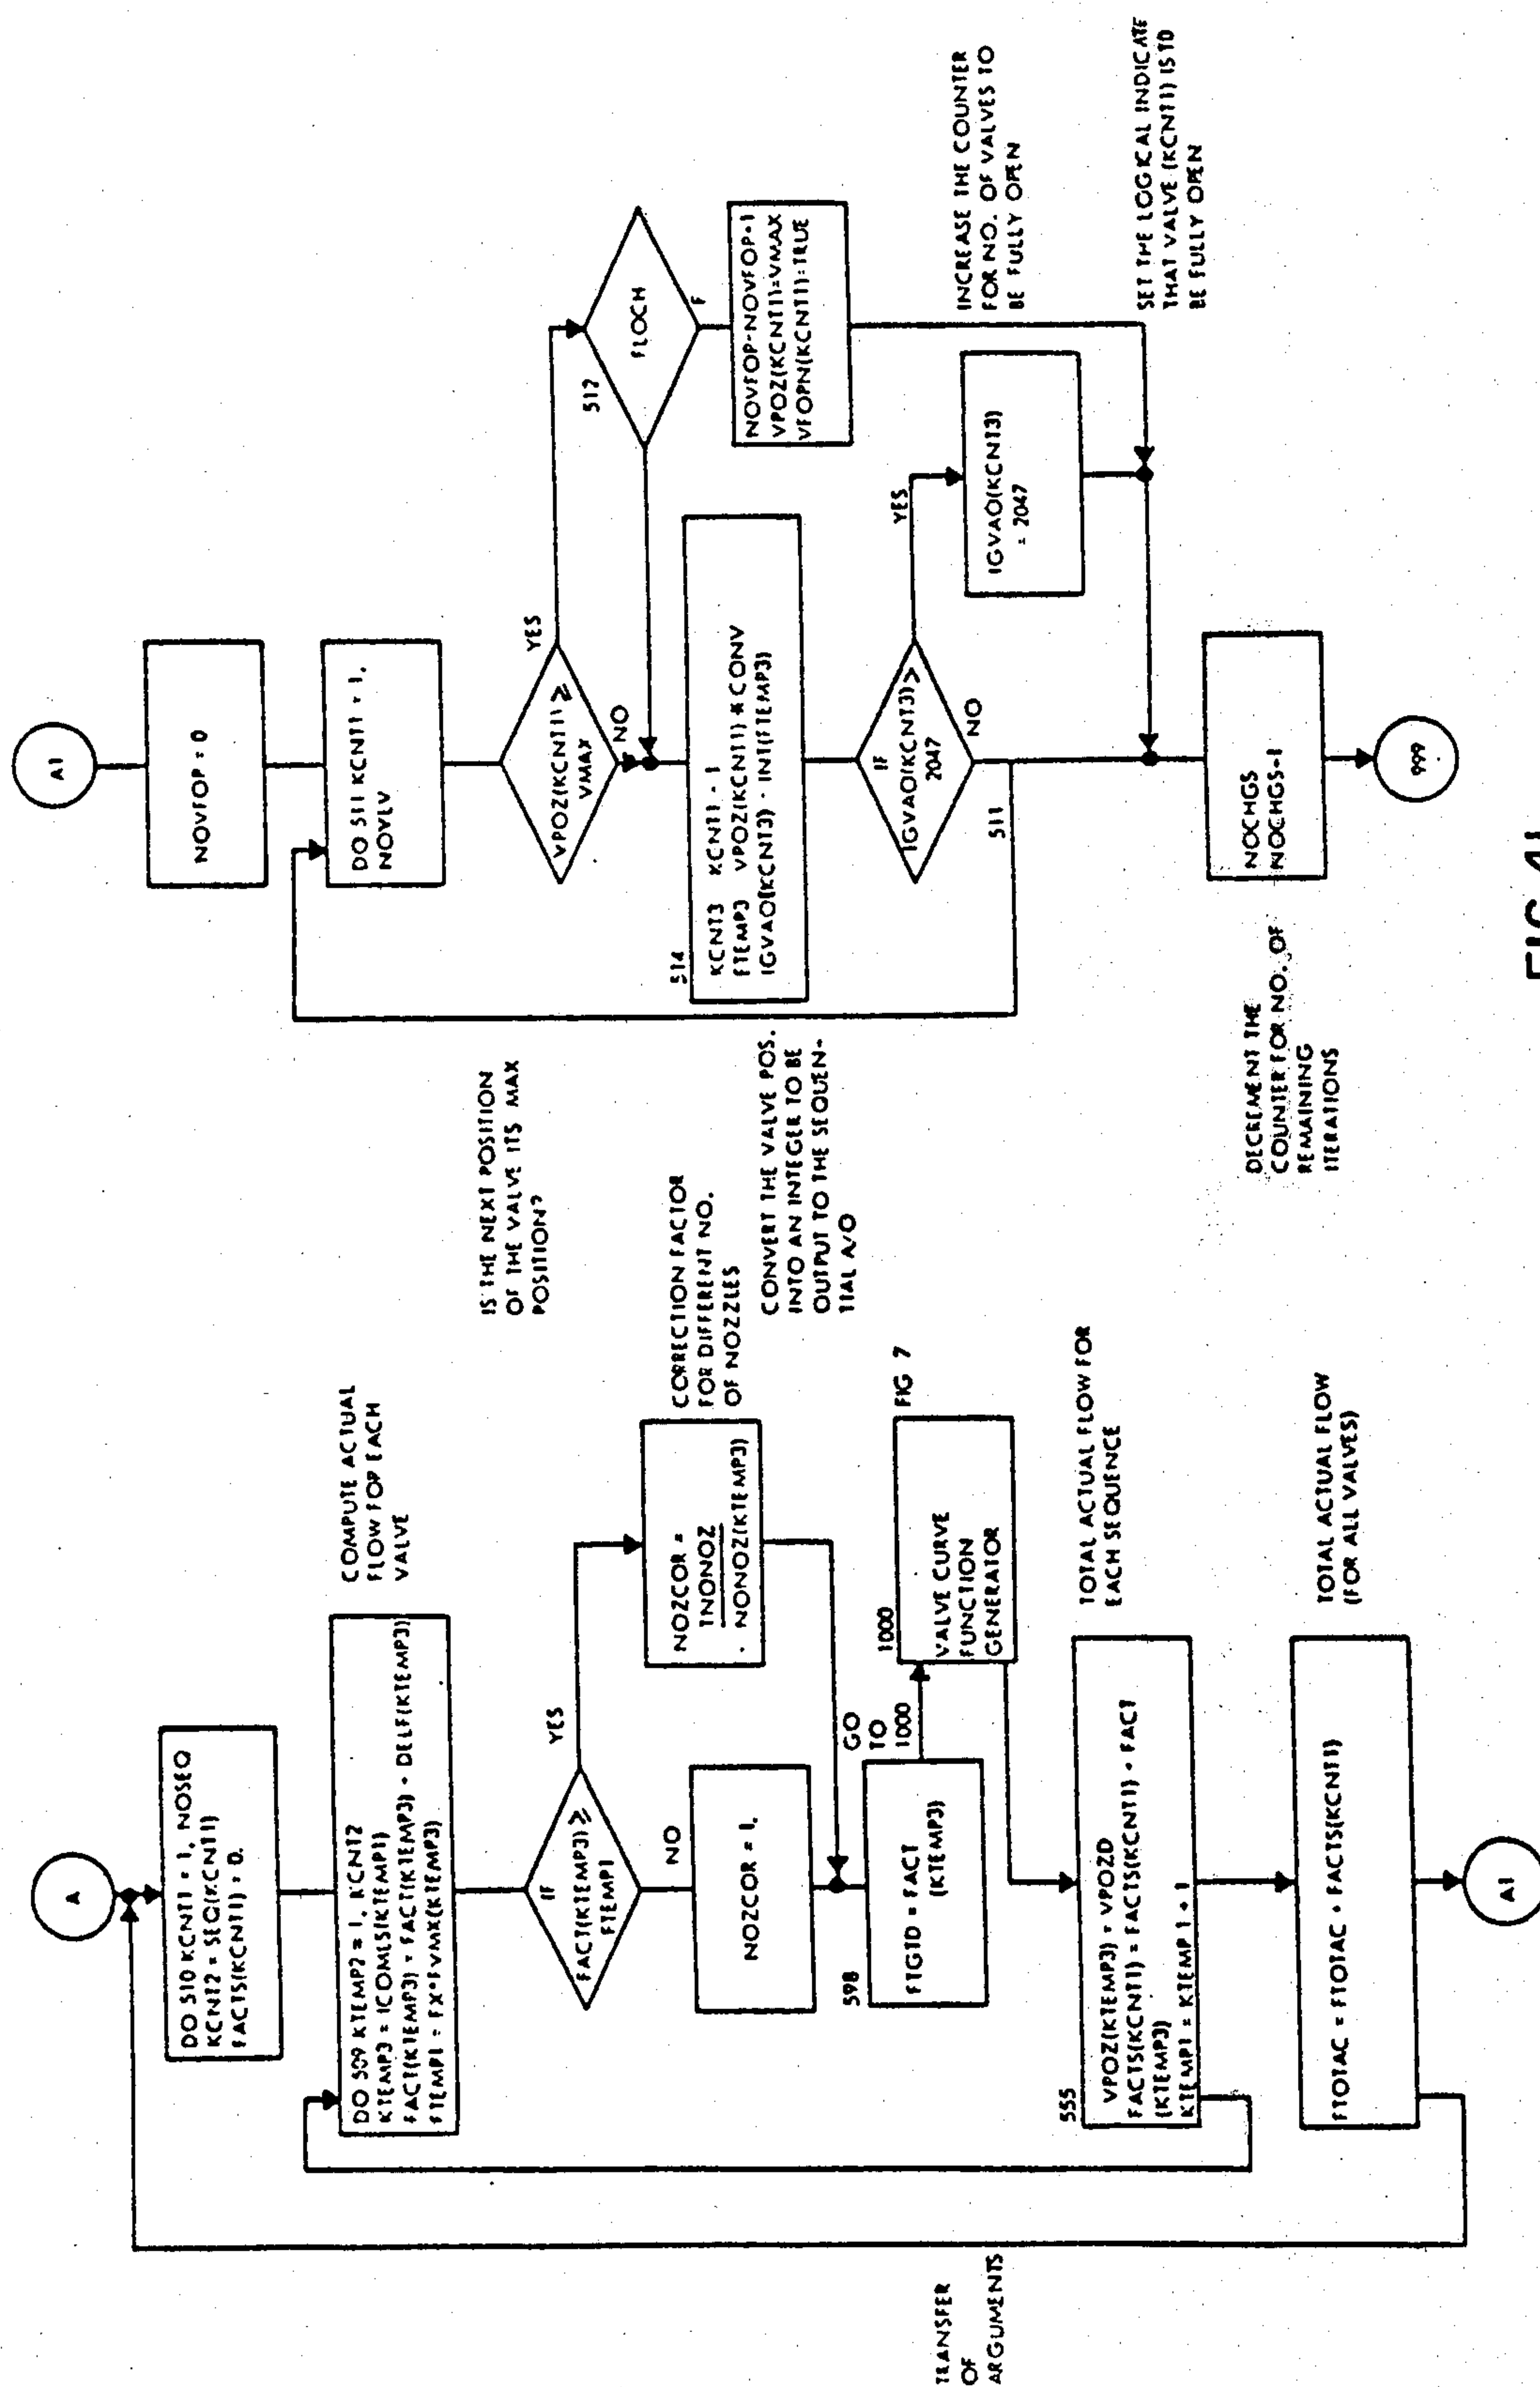 A
DO 510 KCNT1 = 1, NOSEQ
KCNT2 = SEQ(KCNT1)
FACTS(KCNT1) = 0.
DO 509 KTEMP2 = 1, KCNT2
KTEMP3 = ICOMES(KTEMP1)
FACT(KTEMP3) = FACT(KTEMP3) + DELF(KTEMP3)
FTEMP1 = FX*FVMX(KTEMP3)
COMPUTE ACTUAL
FLOW FOR EACH
VALVE
IF
FACT(KTEMP3) ≥
FTEMP1
YES
NO
NOZCOR =
TNONOZ
NONOZ(KTEMP3)
CORRECTION FACTOR
FOR DIFFERENT NO.
OF NOZZLES
NOZCOR = 1.
598
FTGID = FACT
(KTEMP3)
GO
TO
1000
1000
VALVE CURVE
FUNCTION
GENERATOR
FIG 7
TRANSFER
OF
ARGUMENTS
555
VPOZ(KTEMP3) = VPOZD
FACTS(KCNT1) = FACTS(KCNT1) + FACT
(KTEMP3)
KTEMP1 = KTEMP 1 + 1
TOTAL ACTUAL FLOW FOR
EACH SEQUENCE
FTOTAC = FTOTAC + FACTS(KCNT1)
TOTAL ACTUAL FLOW
(FOR ALL VALVES)
A1
A1
NOVFOP = 0
DO 511 KCNT1 = 1,
NOVLV
IS THE NEXT POSITION
OF THE VALVE ITS MAX
POSITION?
VPOZ(KCNT1) ≥
VMAX
YES
NO
512
FLOCH
F
NOVFOP=NOVFOP+1
VPOZ(KCNT1)=VMAX
VFOPN(KCNT1)=TRUE
INCREASE THE COUNTER
FOR NO. OF VALVES TO
BE FULLY OPEN
SET THE LOGICAL INDICATE
THAT VALVE (KCNT1) IS TO
BE FULLY OPEN
514
KCNT3 KCNT1 - 1
FTEMP3 VPOZ(KCNT1) * CONV
IGVAO(KCNT3) - INT(FTEMP3)
CONVERT THE VALVE POS.
INTO AN INTEGER TO BE
OUTPUT TO THE SEQUEN-
TIAL A/O
IF
IGVAO(KCNT3) >
2047
YES
NO
IGVAO(KCNT3)
= 2047
511
NOCHGS
NOCHGS-1
DECREMENT THE
COUNTER FOR NO. OF
REMAINING
ITERATIONS
999